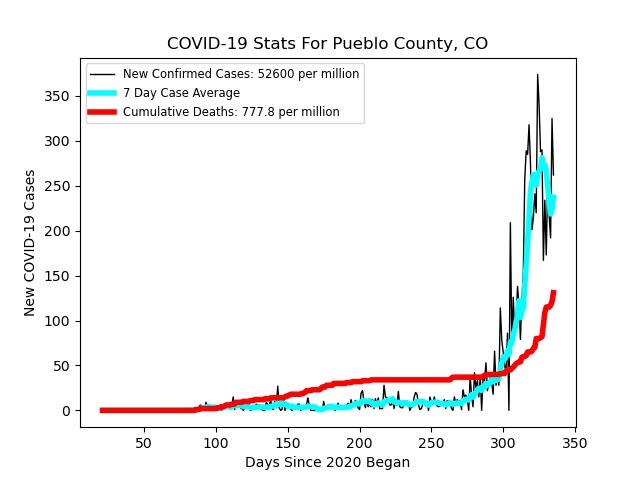 COVID-19 Stats For Pueblo County, CO
New Confirmed Cases: 52600 per million
7 Day Case Average
Cumulative Deaths: 777.8 per million
New COVID-19 Cases
350
300
250
200
150
100
50
0
50
100
150
200
250
300
350
Days Since 2020 Began